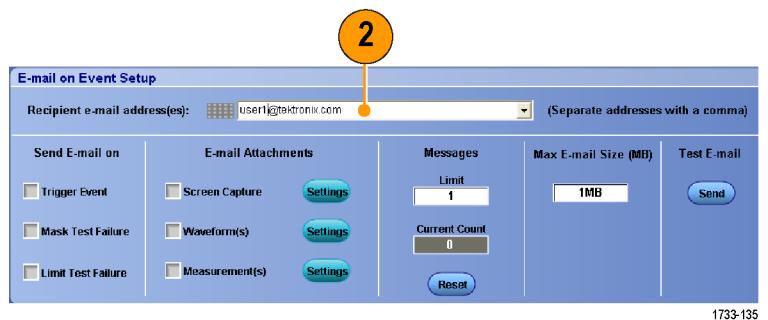 2
E-mail on Event Setup
Recipient e-mail address(es): user1@tektronix.com (Separate addresses with a comma)
Send E-mail on E-mail Attachments Messages Max E-mail Size (MB) Test E-mail
Limit
Trigger Event Screen Capture Settings 1 1MB Send
Mask Test Failure Waveform(s) Settings Current Count
0
Limit Test Failure Measurement(s) Settings
Reset
1733-135